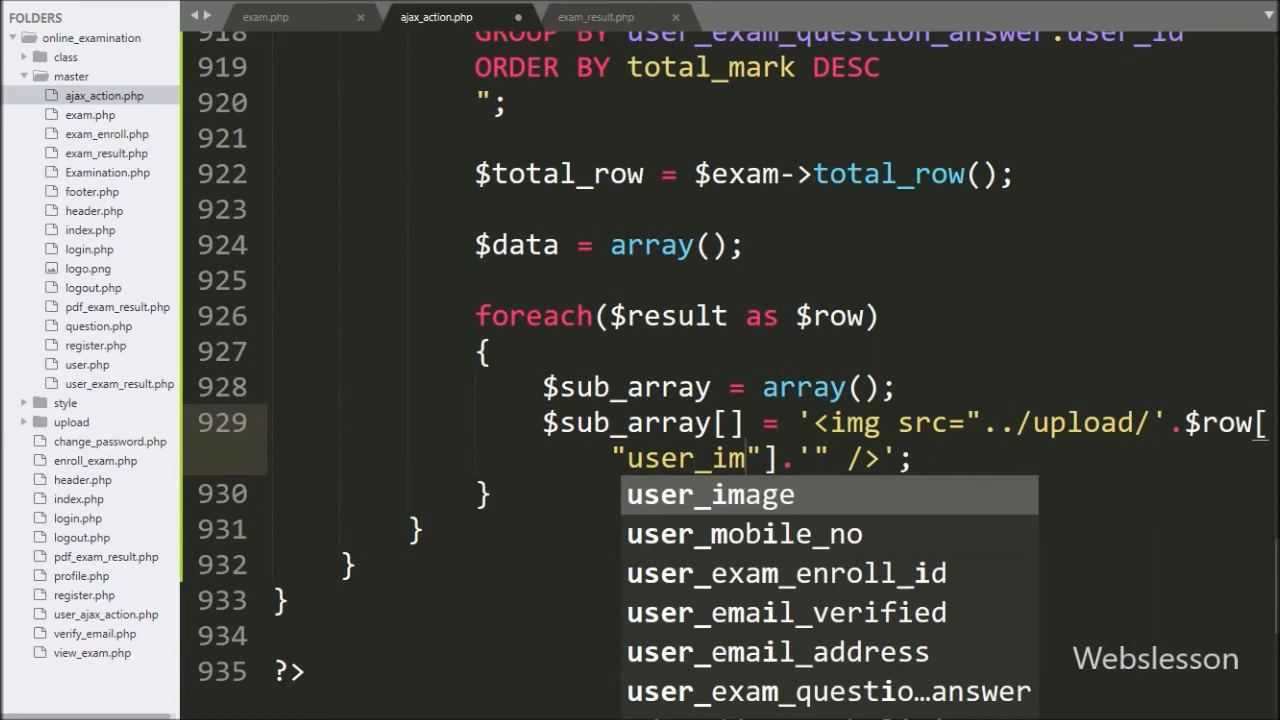 FOLDERS
online_examination
class
master
ajax_action.php
exam.php
exam_enroll.php
exam_result.php
Examination.php
footer.php
header.php
index.php
login.php
logo.png
logout.php
pdf_exam_result.php
question.php
register.php
user.php
user_exam_result.php
style
upload
change_password.php
enroll_exam.php
header.php
index.php
login.php
logout.php
pdf_exam_result.php
profile.php
register.php
user_ajax_action.php
verify_email.php
view_exam.php
exam.php ajax_action.php exam_result.php
918 GROUP BY user_exam_question_answer.user_id
919 ORDER BY total_mark DESC
920 ";
921
922 $total_row = $exam->total_row();
923
924 $data = array();
925
926 foreach($result as $row)
927 {
928 $sub_array = array();
929 $sub_array[] = '<img src="../upload/'.$row[
"user_im"].'" />';
930 }
931 }
932 }
933 }
934
935 ?>
user_image
user_mobile_no
user_exam_enroll_id
user_email_verified
user_email_address
user_exam_questio…answer
Webslesson